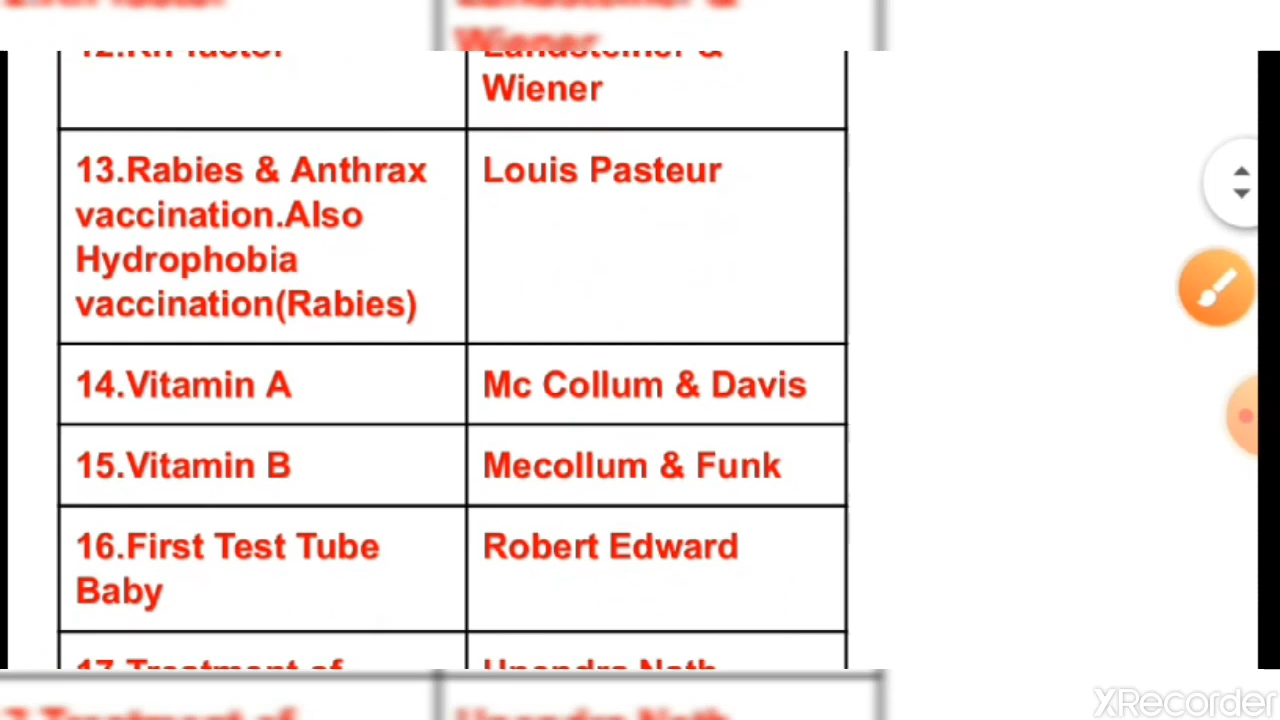 Wiener
12.Rh factor
Landsteiner &
Wiener
13.Rabies & Anthrax
vaccination.Also
Hydrophobia
vaccination(Rabies)
Louis Pasteur
14.Vitamin A
Mc Collum & Davis
15.Vitamin B
Mecollum & Funk
16.First Test Tube
Baby
Robert Edward
17.Treatment of
Upendra Nath
XRecorder